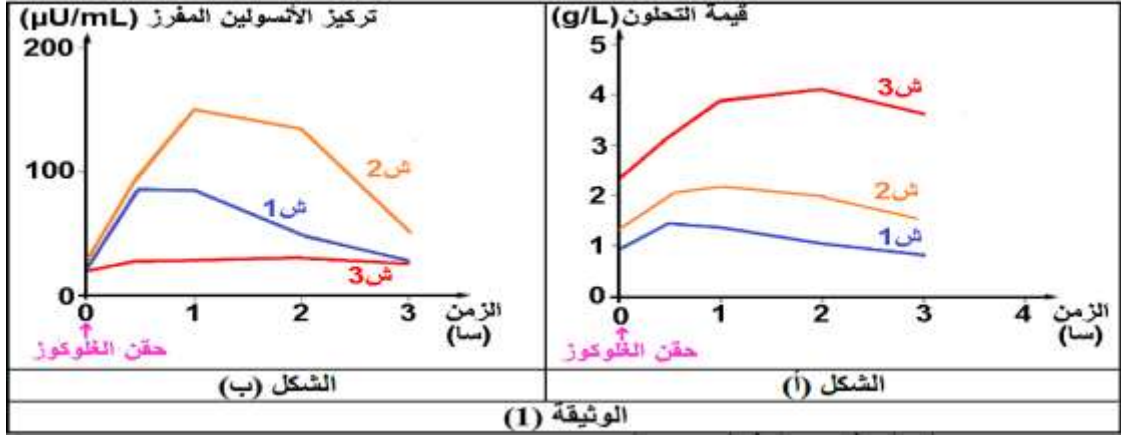 قيمة التحلون (g/L)
5
4
3
2
1
0
ش3
ش2
ش1
0 1 2 3 4
الزمن
(سا)
حقن الغلوكوز
الشكل (أ)
تركيز الأنسولين المفرز (µU/mL)
200
100
0
ش2
ش1
ش3
0 1 2 3
الزمن
(سا)
حقن الغلوكوز
الشكل (ب)
الوثيقة (1)